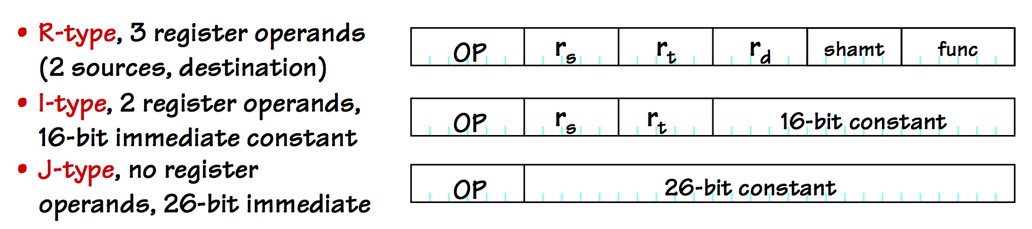 • R-type, 3 register operands
(2 sources, destination)
OP rs rt rd shamt func
• I-type, 2 register operands,
16-bit immediate constant
OP rs rt 16-bit constant
• J-type, no register
operands, 26-bit immediate
OP 26-bit constant